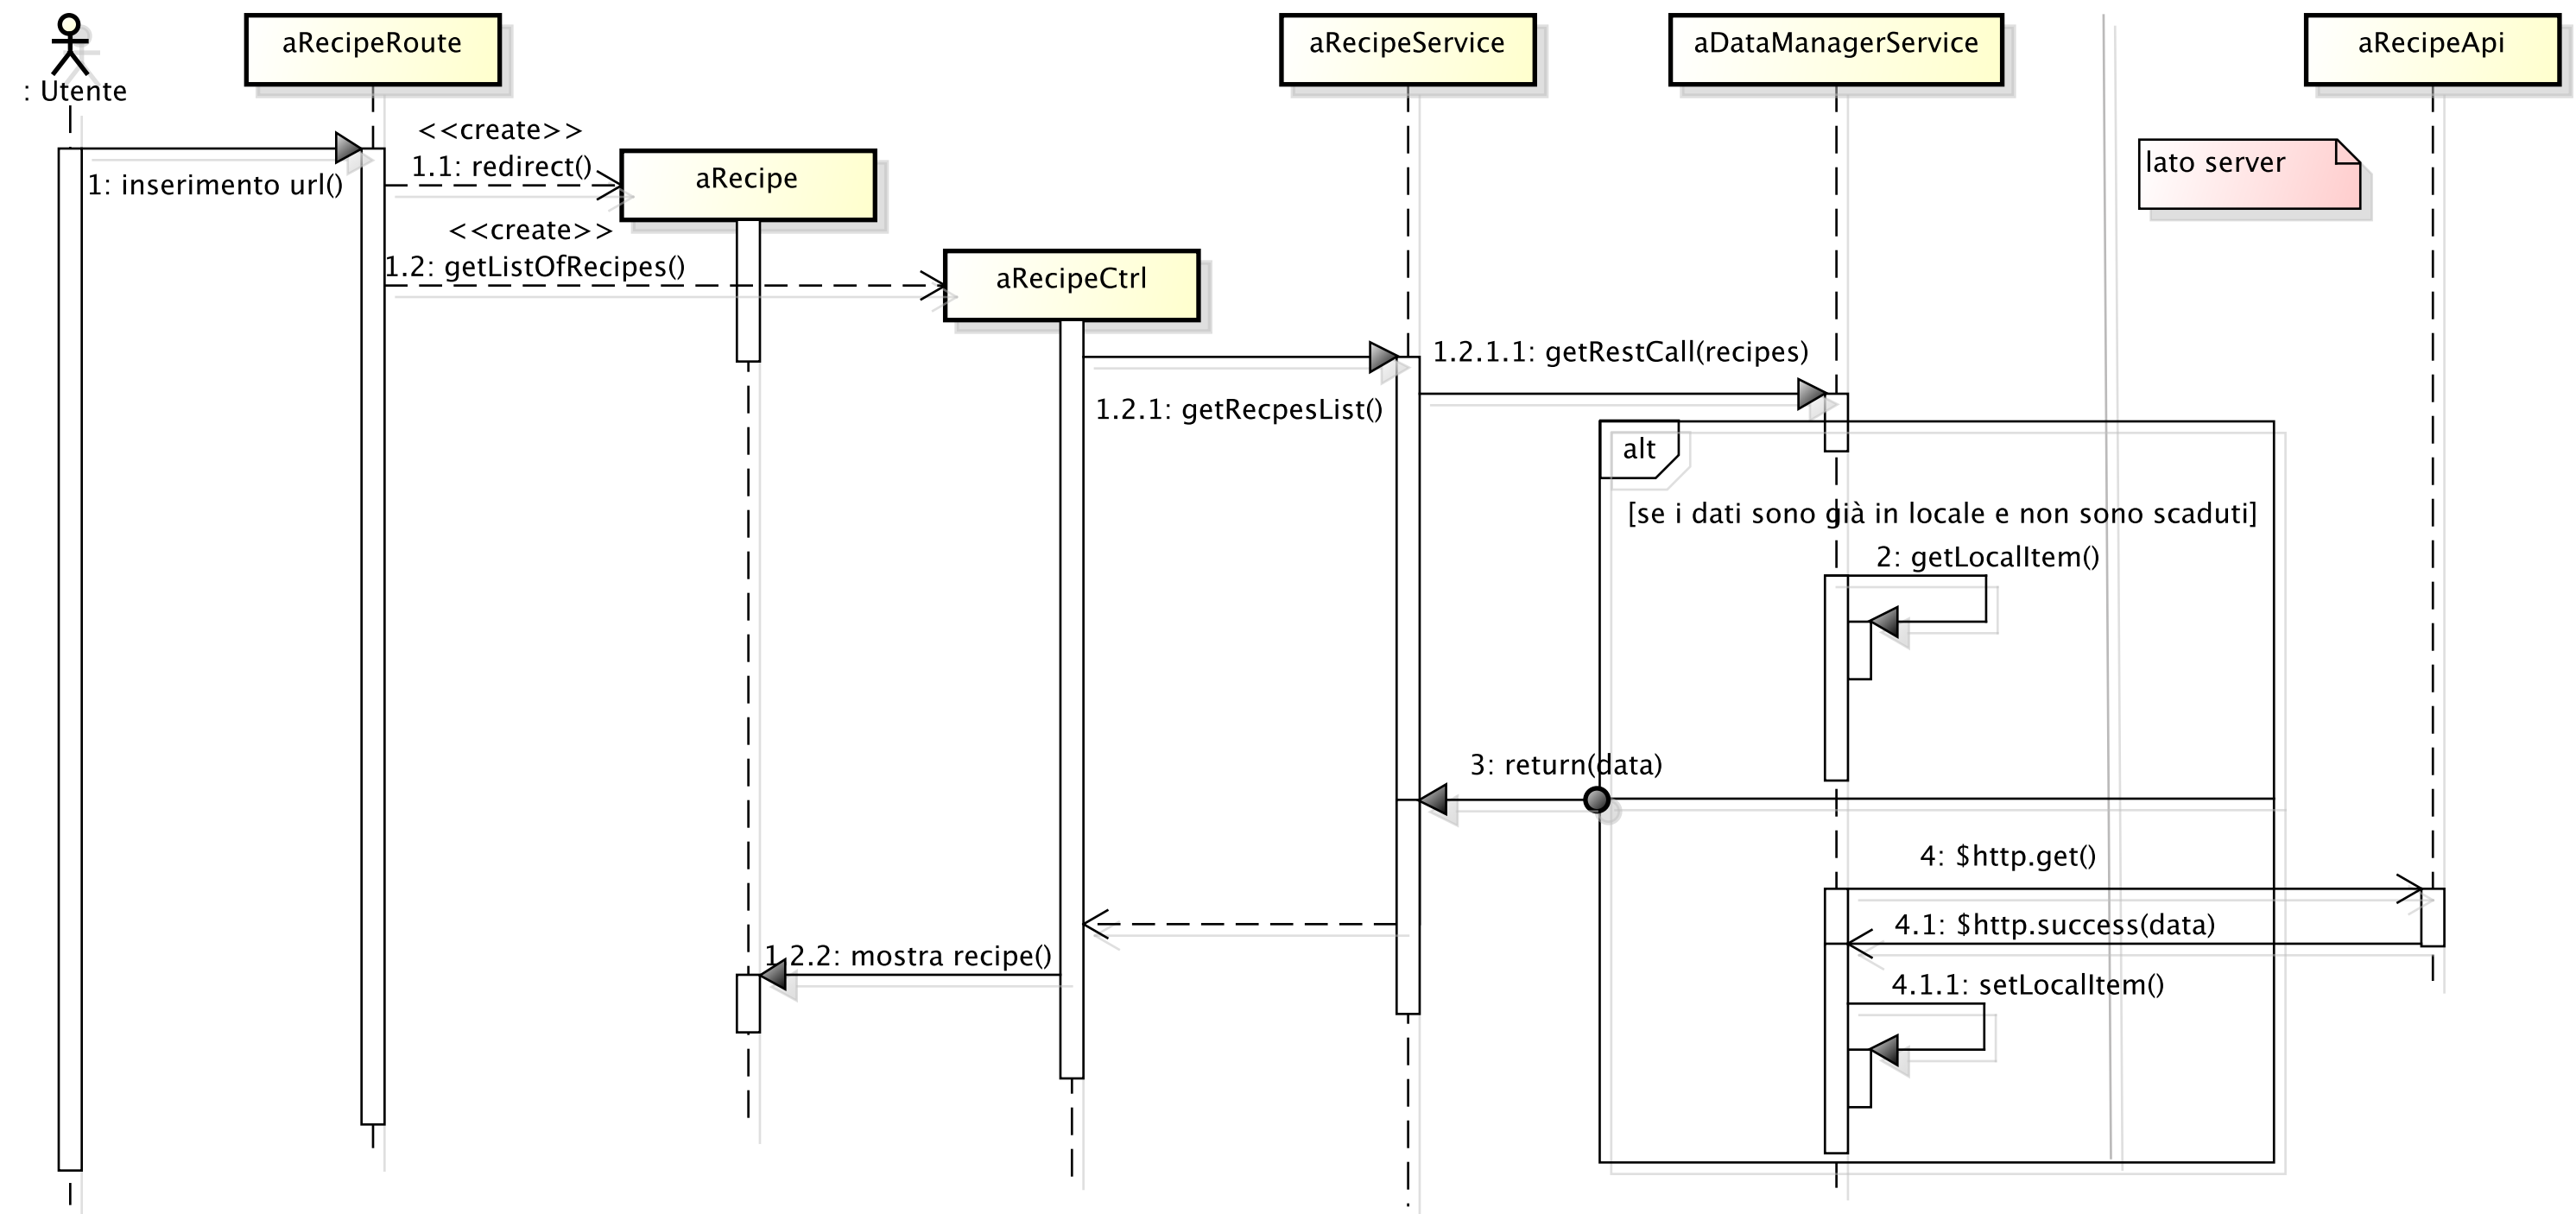 : Utente
aRecipeRoute
aRecipeService
aDataManagerService
aRecipeApi
<<create>>
1.1: redirect()
1: inserimento url()
aRecipe
lato server
<<create>>
1.2: getListOfRecipes()
aRecipeCtrl
1.2.1.1: getRestCall(recipes)
1.2.1: getRecpesList()
alt
[se i dati sono già in locale e non sono scaduti]
2: getLocalItem()
3: return(data)
4: $http.get()
4.1: $http.success(data)
1.2.2: mostra recipe()
4.1.1: setLocalItem()